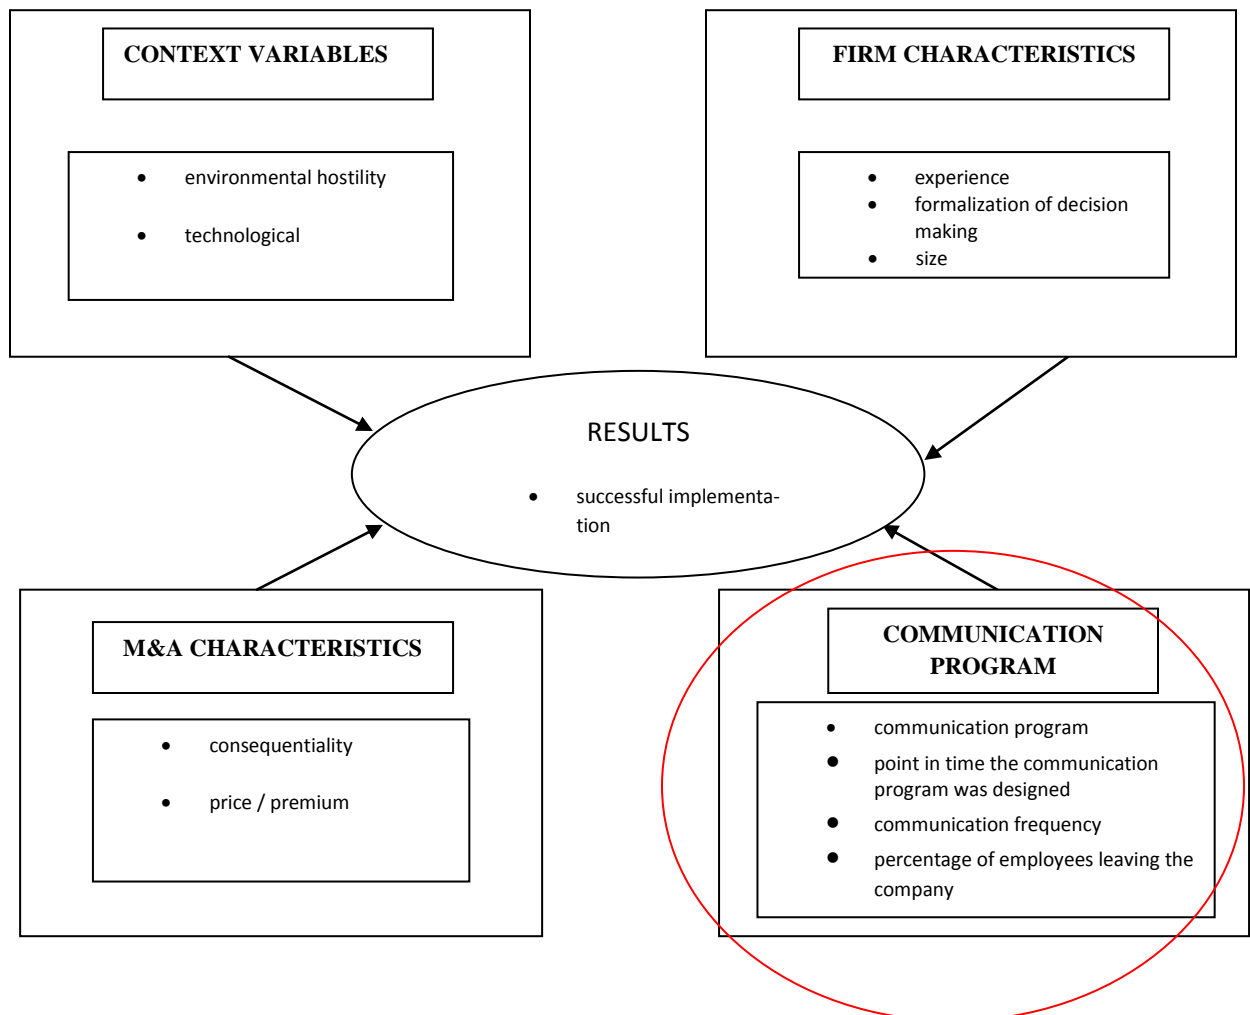 CONTEXT VARIABLES
• environmental hostility
• technological
FIRM CHARACTERISTICS
• experience
• formalization of decision
making
• size
RESULTS
• successful implementa-
tion
M&A CHARACTERISTICS
• consequentiality
• price / premium
COMMUNICATION
PROGRAM
• communication program
• point in time the communication
program was designed
• communication frequency
• percentage of employees leaving the
company